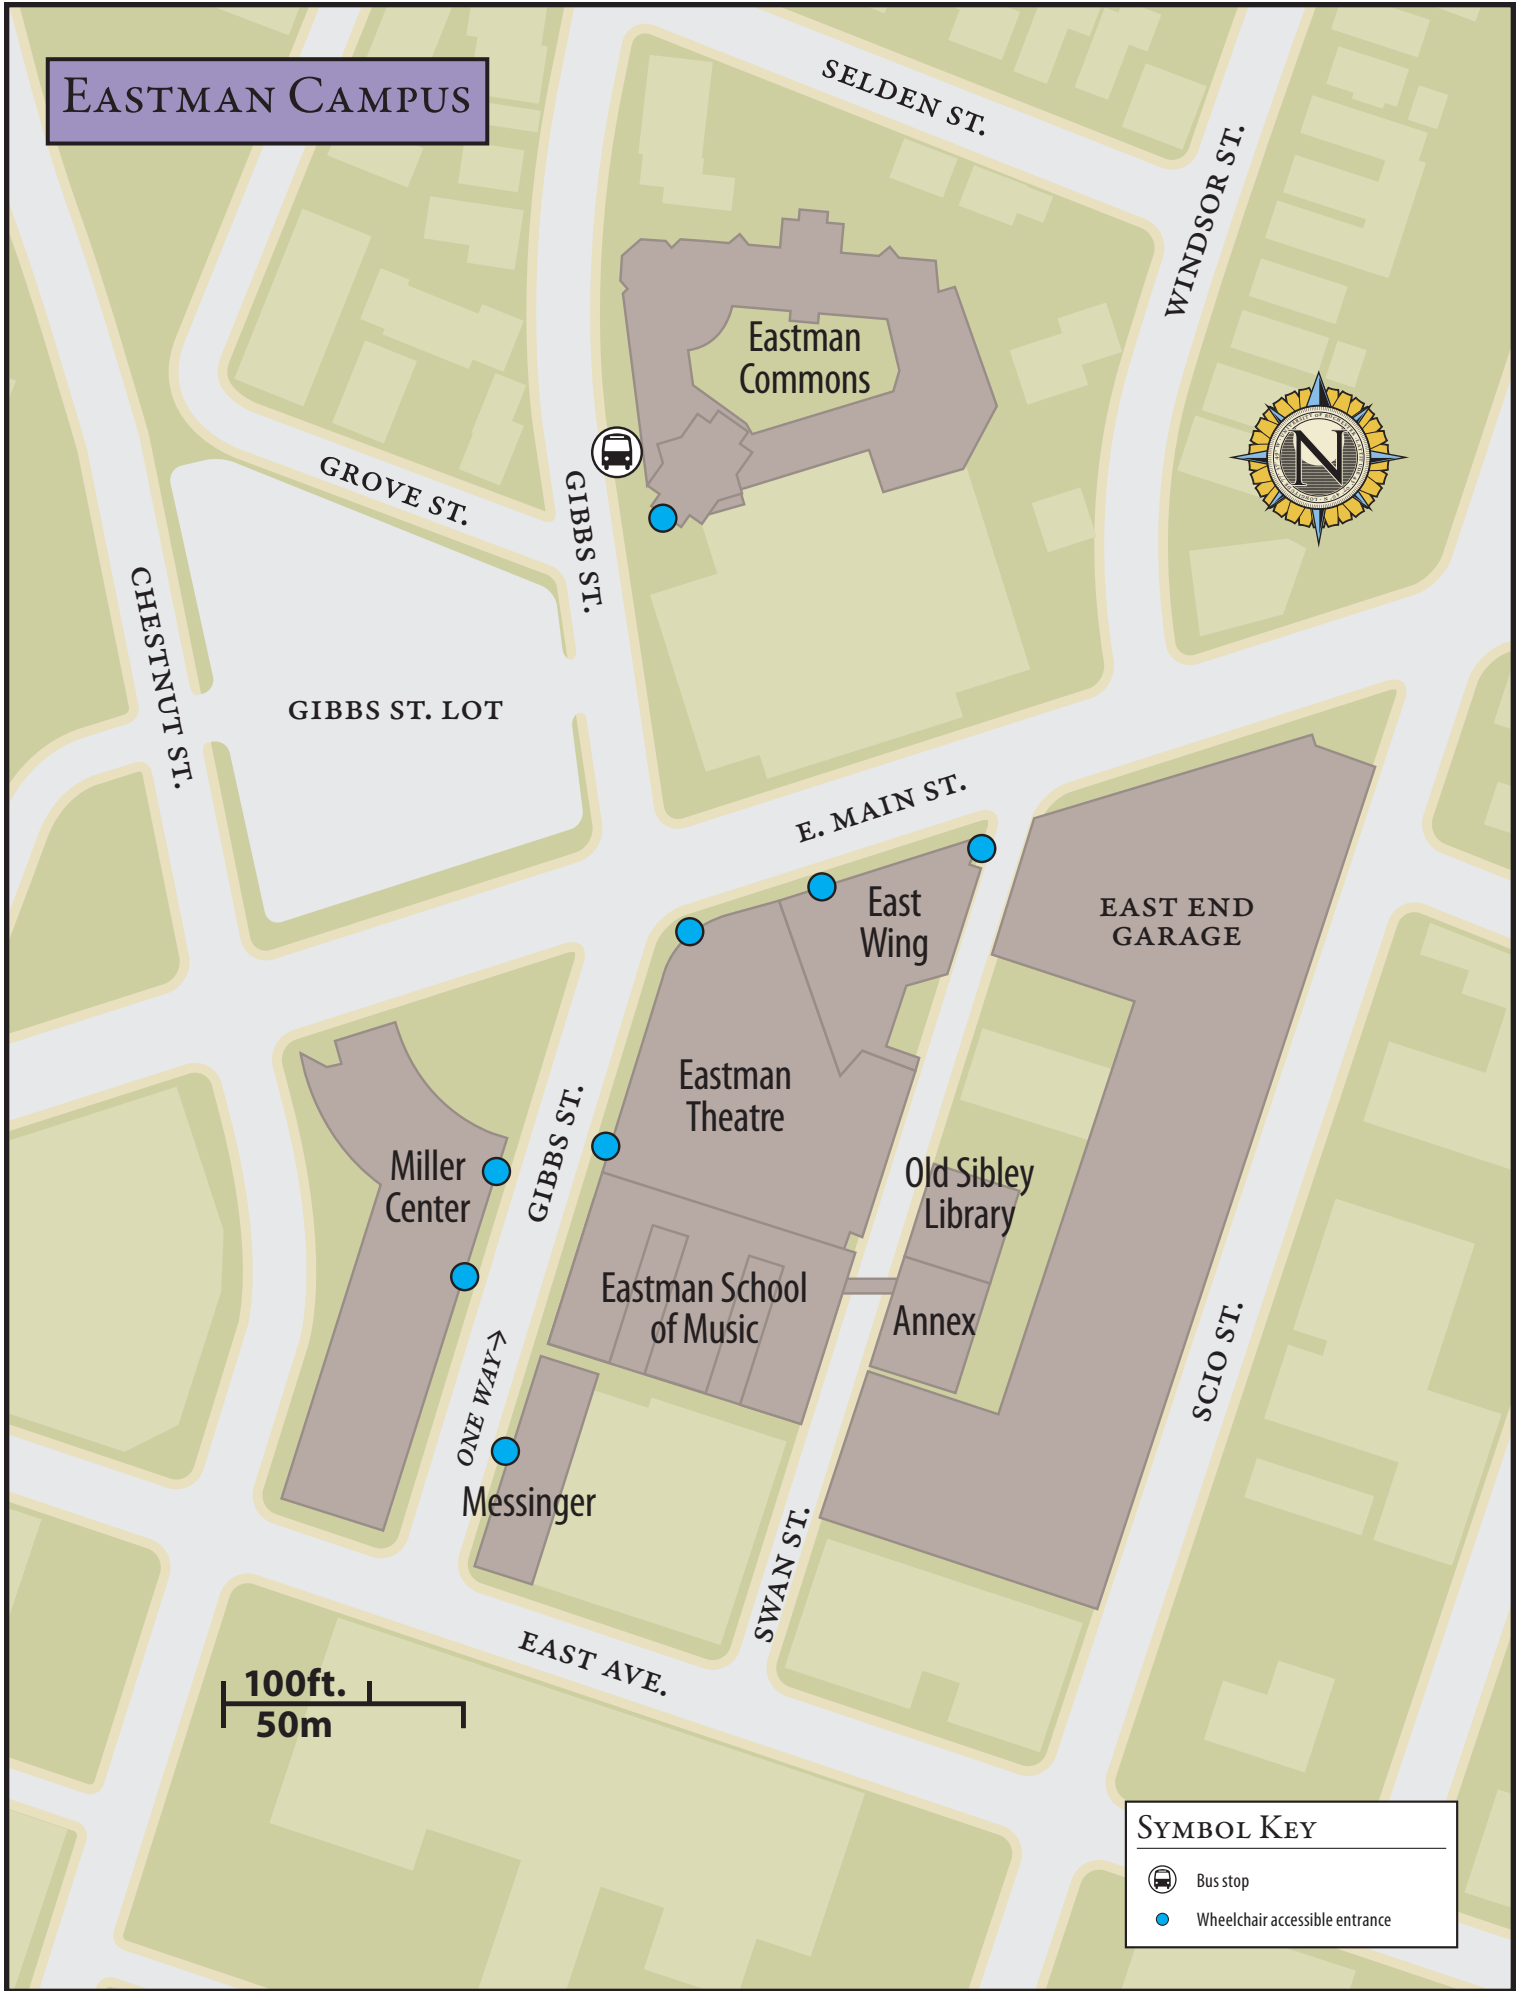 EASTMAN CAMPUS
SELDEN ST.
WINDSOR ST.
Eastman
Commons
N
GROVE ST.
GIBBS ST.
CHESTNUT ST.
GIBBS ST. LOT
E. MAIN ST.
East
Wing
EAST END
GARAGE
Eastman
Theatre
Miller
Center
GIBBS ST.
Old Sibley
Library
Eastman School
of Music
Annex
ONE WAY→
SCIO ST.
Messinger
SWAN ST.
EAST AVE.
100ft.
50m
SYMBOL KEY
Bus stop
Wheelchair accessible entrance